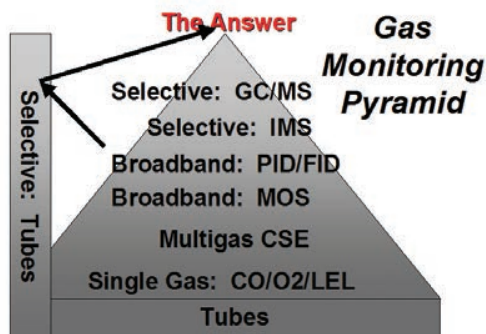 The Answer
Gas
Monitoring
Pyramid
Selective: GC/MS
Selective: IMS
Broadband: PID/FID
Broadband: MOS
Multigas CSE
Single Gas: CO/O2/LEL
Tubes
Selective: Tubes